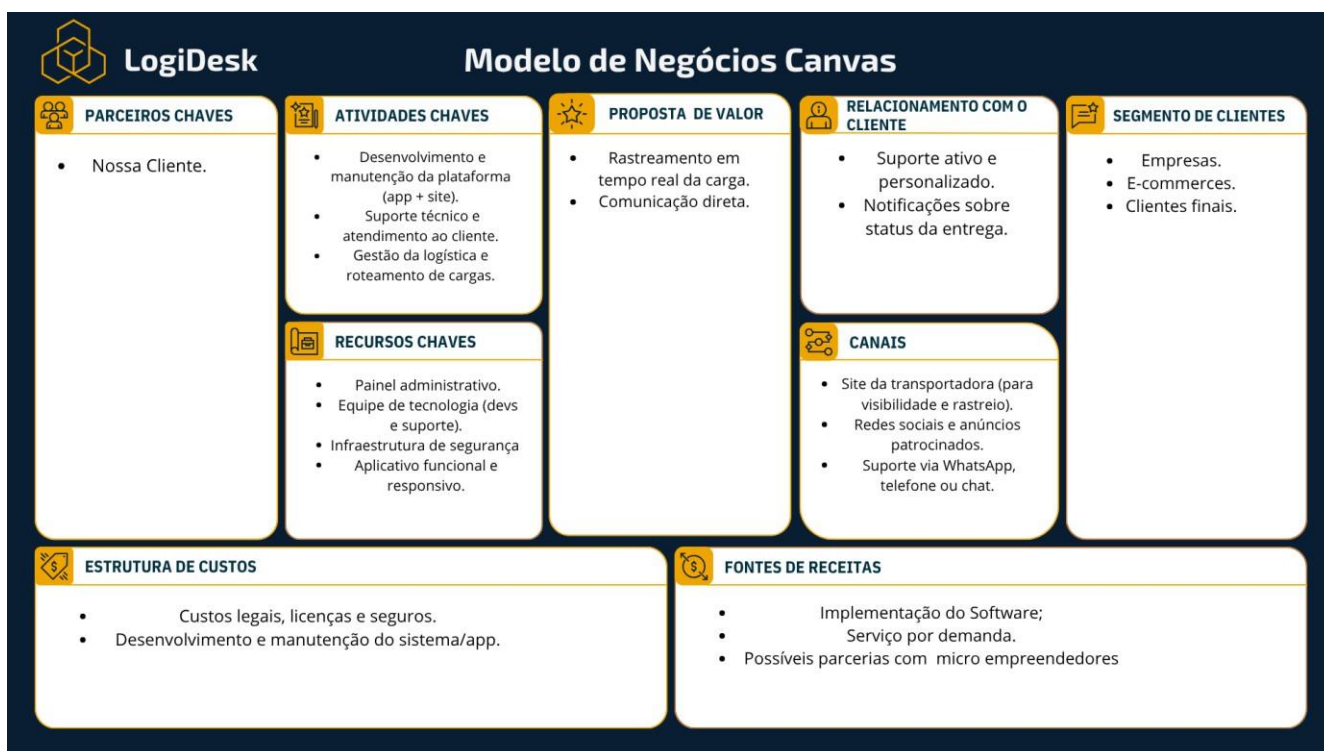 LogiDesk
Modelo de Negócios Canvas
PARCEIROS CHAVES
Nossa Cliente.
ATIVIDADES CHAVES
Desenvolvimento e
manutenção da plataforma
(app + site).
Suporte técnico e
atendimento ao cliente.
Gestão da logística e
roteamento de cargas.
RECURSOS CHAVES
Painel administrativo.
Equipe de tecnologia (devs
e suporte).
Infraestrutura de segurança
Aplicativo funcional e
responsivo.
PROPOSTA DE VALOR
Rastreamento em
tempo real da carga.
Comunicação direta.
RELACIONAMENTO COM O
CLIENTE
Suporte ativo e
personalizado.
Notificações sobre
status da entrega.
CANAIS
Site da transportadora (para
visibilidade e rastreio).
Redes sociais e anúncios
patrocinados.
Suporte via WhatsApp,
telefone ou chat.
SEGMENTO DE CLIENTES
Empresas.
E-commerces.
Clientes finais.
ESTRUTURA DE CUSTOS
Custos legais, licenças e seguros.
Desenvolvimento e manutenção do sistema/app.
FONTES DE RECEITAS
Implementação do Software;
Serviço por demanda.
Possíveis parcerias com micro empreendedores